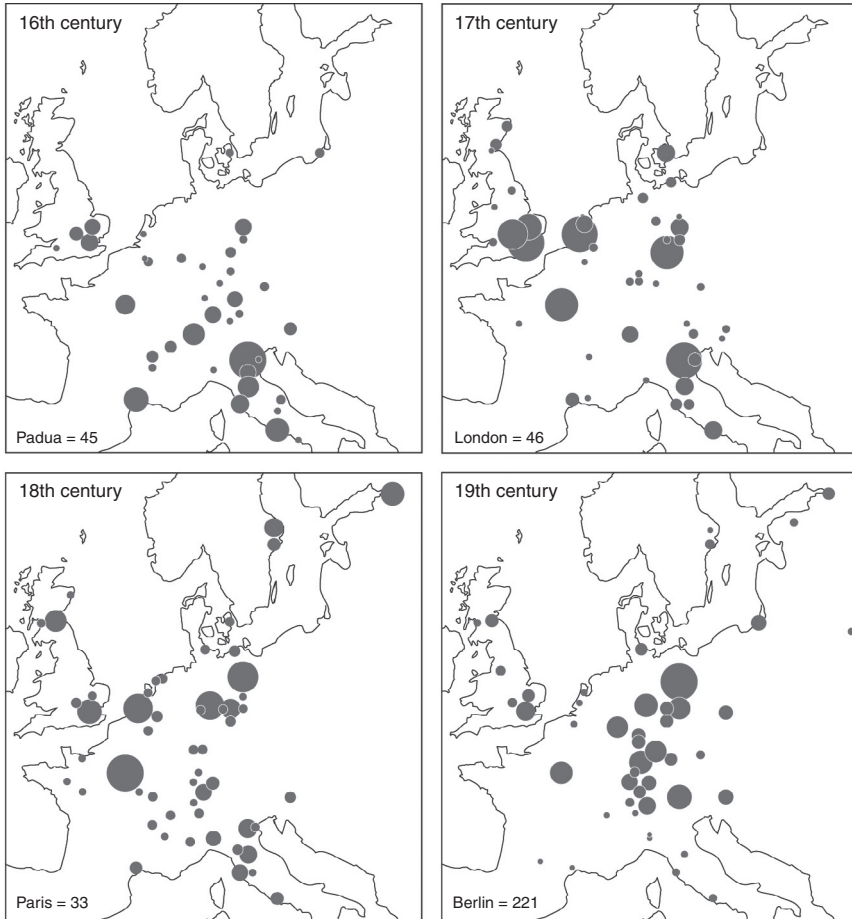 16th century
17th century
Padua = 45
London = 46
18th century
19th century
Paris = 33
Berlin = 221